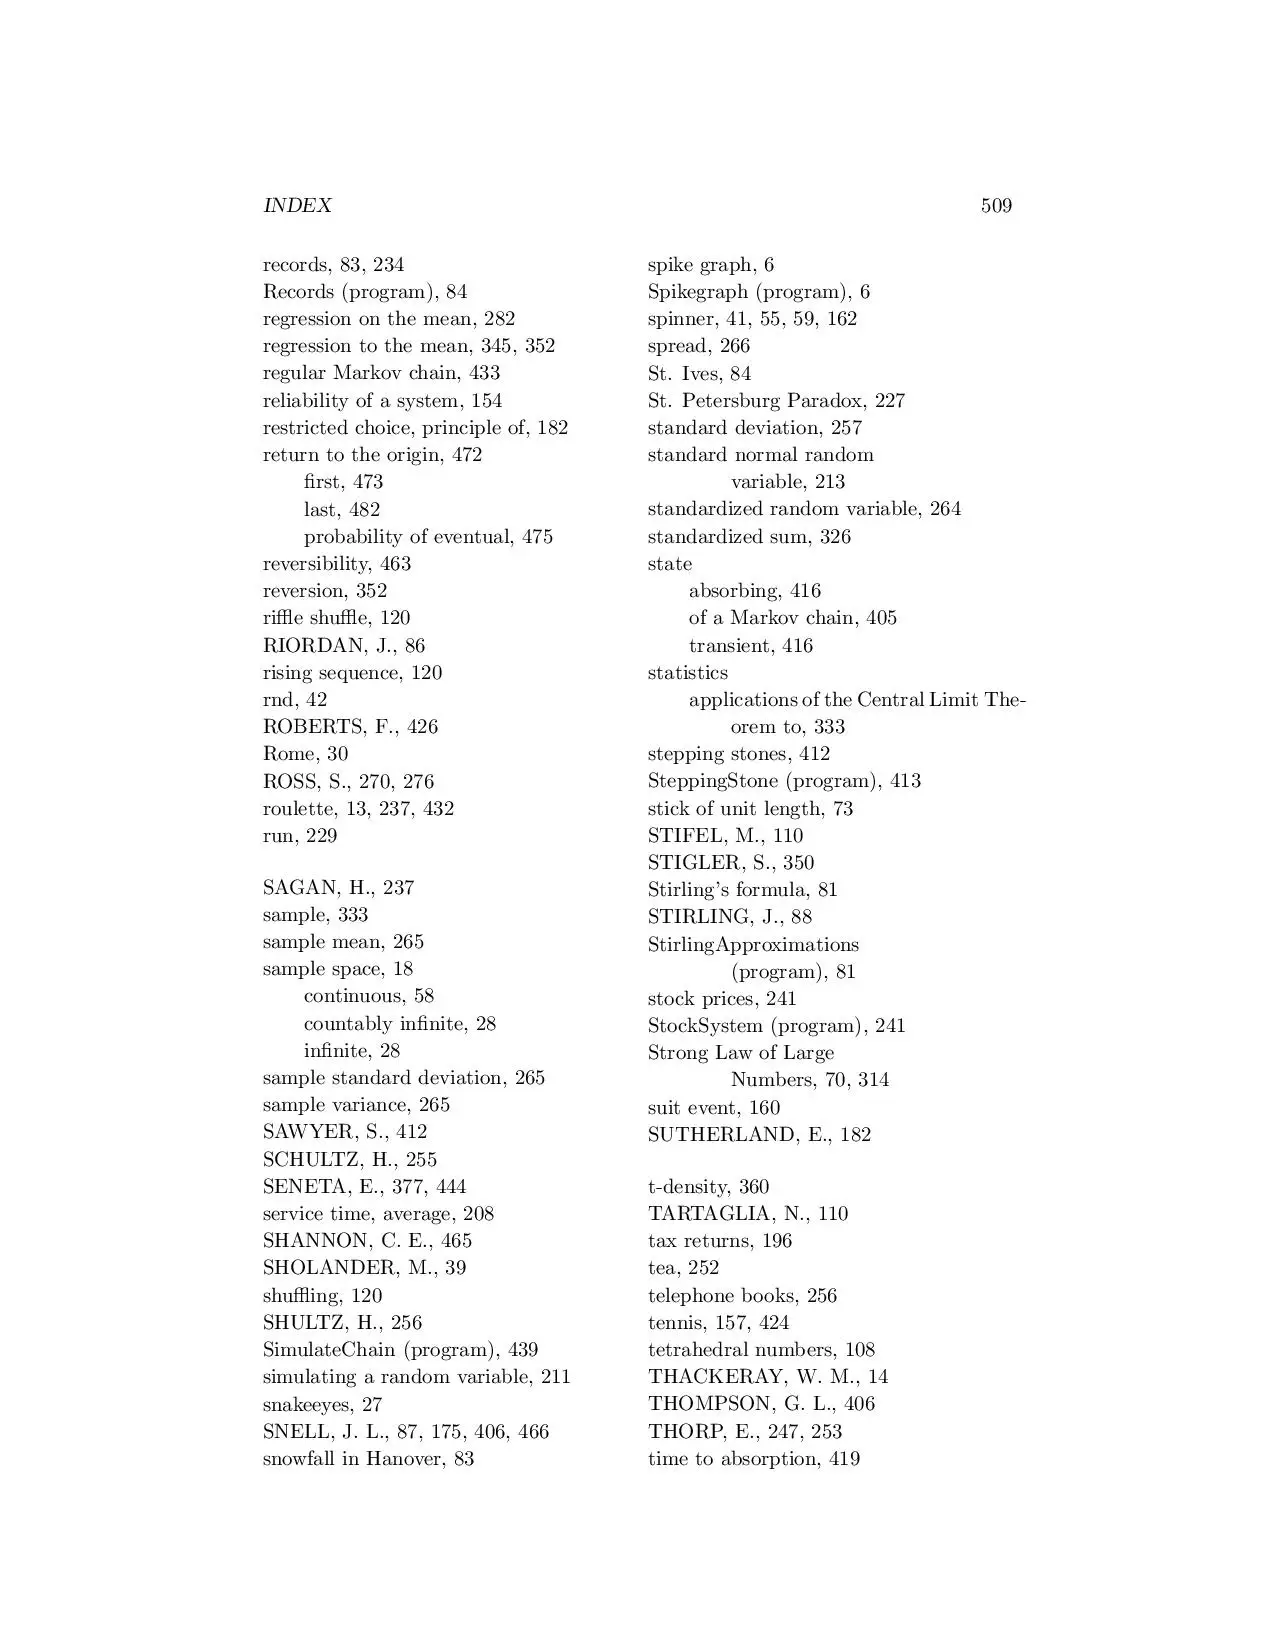 INDEX 509
records, 83, 234
Records (program), 84
regression on the mean, 282
regression to the mean, 345, 352
regular Markov chain, 433
reliability of a system, 154
restricted choice, principle of, 182
return to the origin, 472
first, 473
last, 482
probability of eventual, 475
reversibility, 463
reversion, 352
riffle shuffle, 120
RIORDAN, J., 86
rising sequence, 120
rnd, 42
ROBERTS, F., 426
Rome, 30
ROSS, S., 270, 276
roulette, 13, 237, 432
run, 229
SAGAN, H., 237
sample, 333
sample mean, 265
sample space, 18
continuous, 58
countably infinite, 28
infinite, 28
sample standard deviation, 265
sample variance, 265
SAWYER, S., 412
SCHULTZ, H., 255
SENETA, E., 377, 444
service time, average, 208
SHANNON, C. E., 465
SHOLANDER, M., 39
shuffling, 120
SHULTZ, H., 256
SimulateChain (program), 439
simulating a random variable, 211
snakeeyes, 27
SNELL, J. L., 87, 175, 406, 466
snowfall in Hanover, 83
spike graph, 6
Spikegraph (program), 6
spinner, 41, 55, 59, 162
spread, 266
St. Ives, 84
St. Petersburg Paradox, 227
standard deviation, 257
standard normal random
variable, 213
standardized random variable, 264
standardized sum, 326
state
absorbing, 416
of a Markov chain, 405
transient, 416
statistics
applications of the Central Limit The-
orem to, 333
stepping stones, 412
SteppingStone (program), 413
stick of unit length, 73
STIFEL, M., 110
STIGLER, S., 350
Stirling's formula, 81
STIRLING, J., 88
StirlingApproximations
(program), 81
stock prices, 241
StockSystem (program), 241
Strong Law of Large
Numbers, 70, 314
suit event, 160
SUTHERLAND, E., 182
t-density, 360
TARTAGLIA, N., 110
tax returns, 196
tea, 252
telephone books, 256
tennis, 157, 424
tetrahedral numbers, 108
THACKERAY, W. M., 14
THOMPSON, G. L., 406
THORP, E., 247, 253
time to absorption, 419